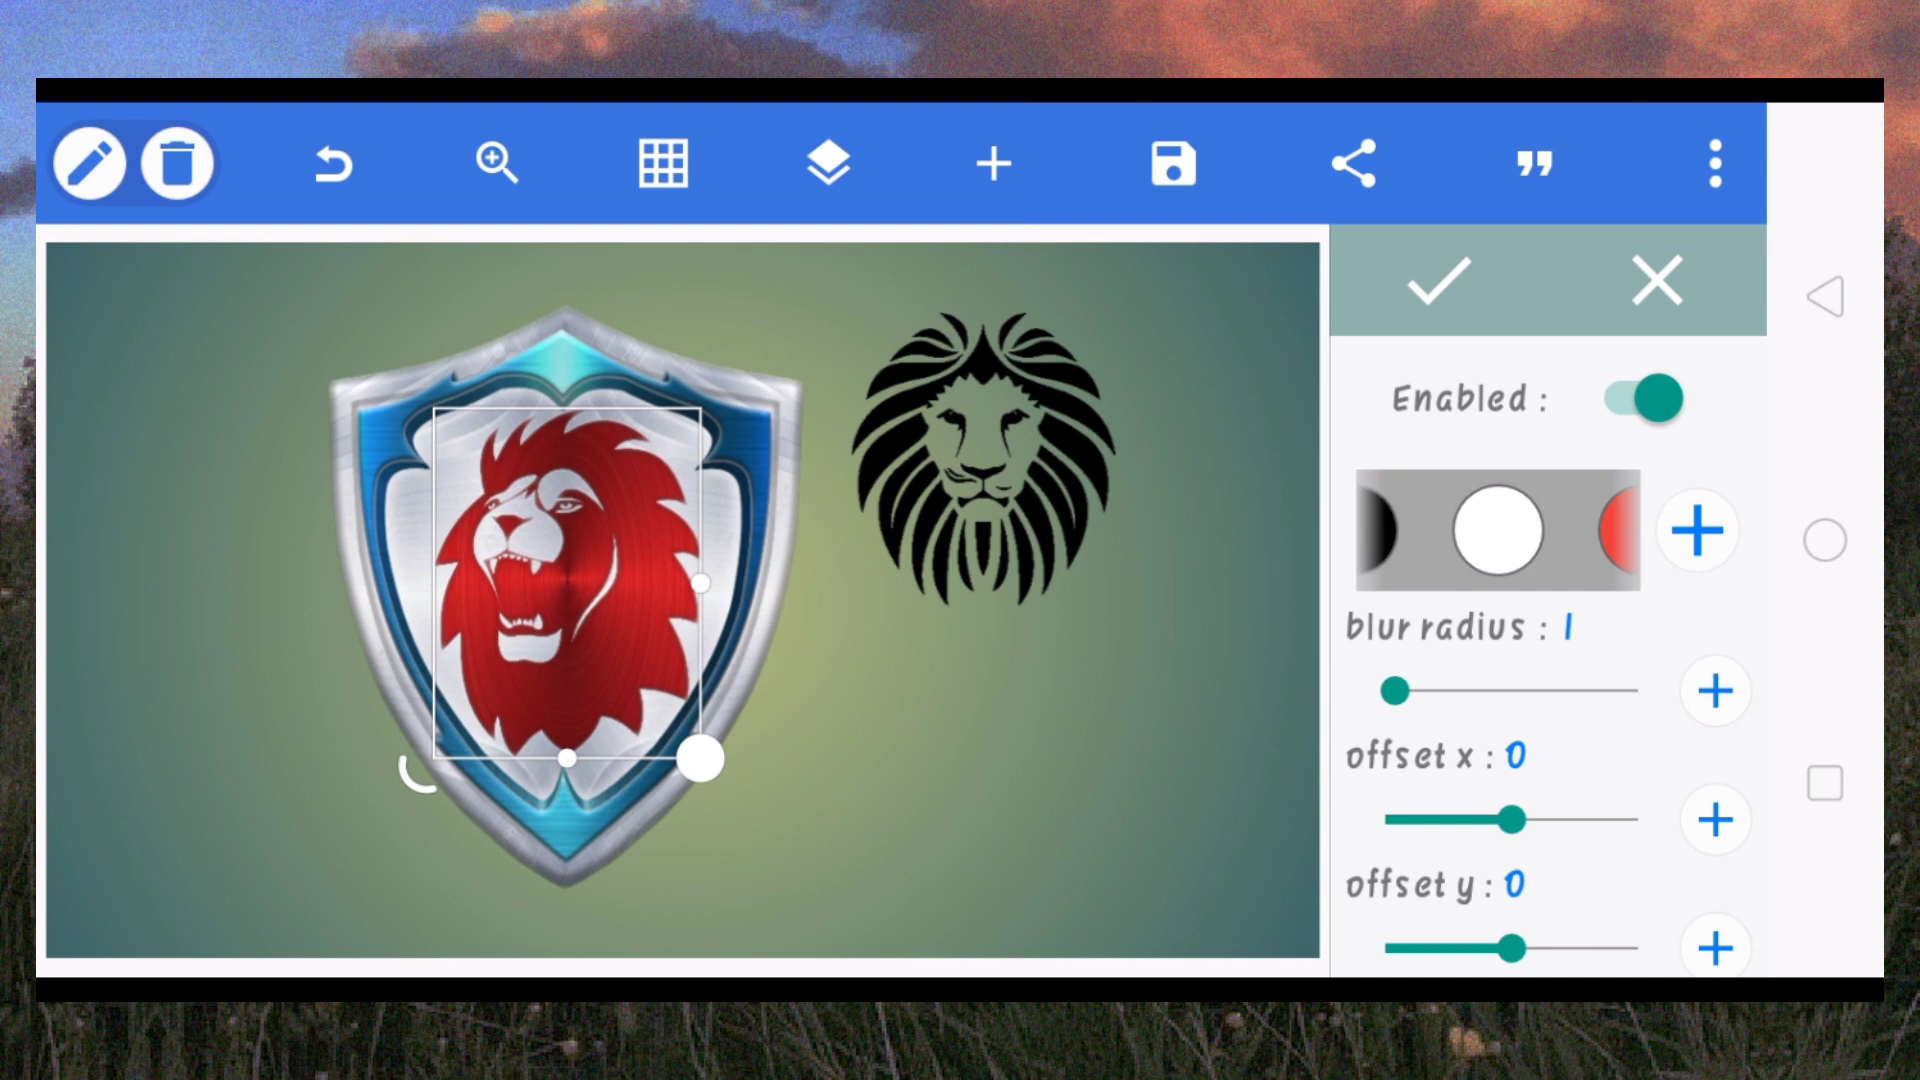 Enabled :
blur radius : 1
offset x : 0
offset y : 0